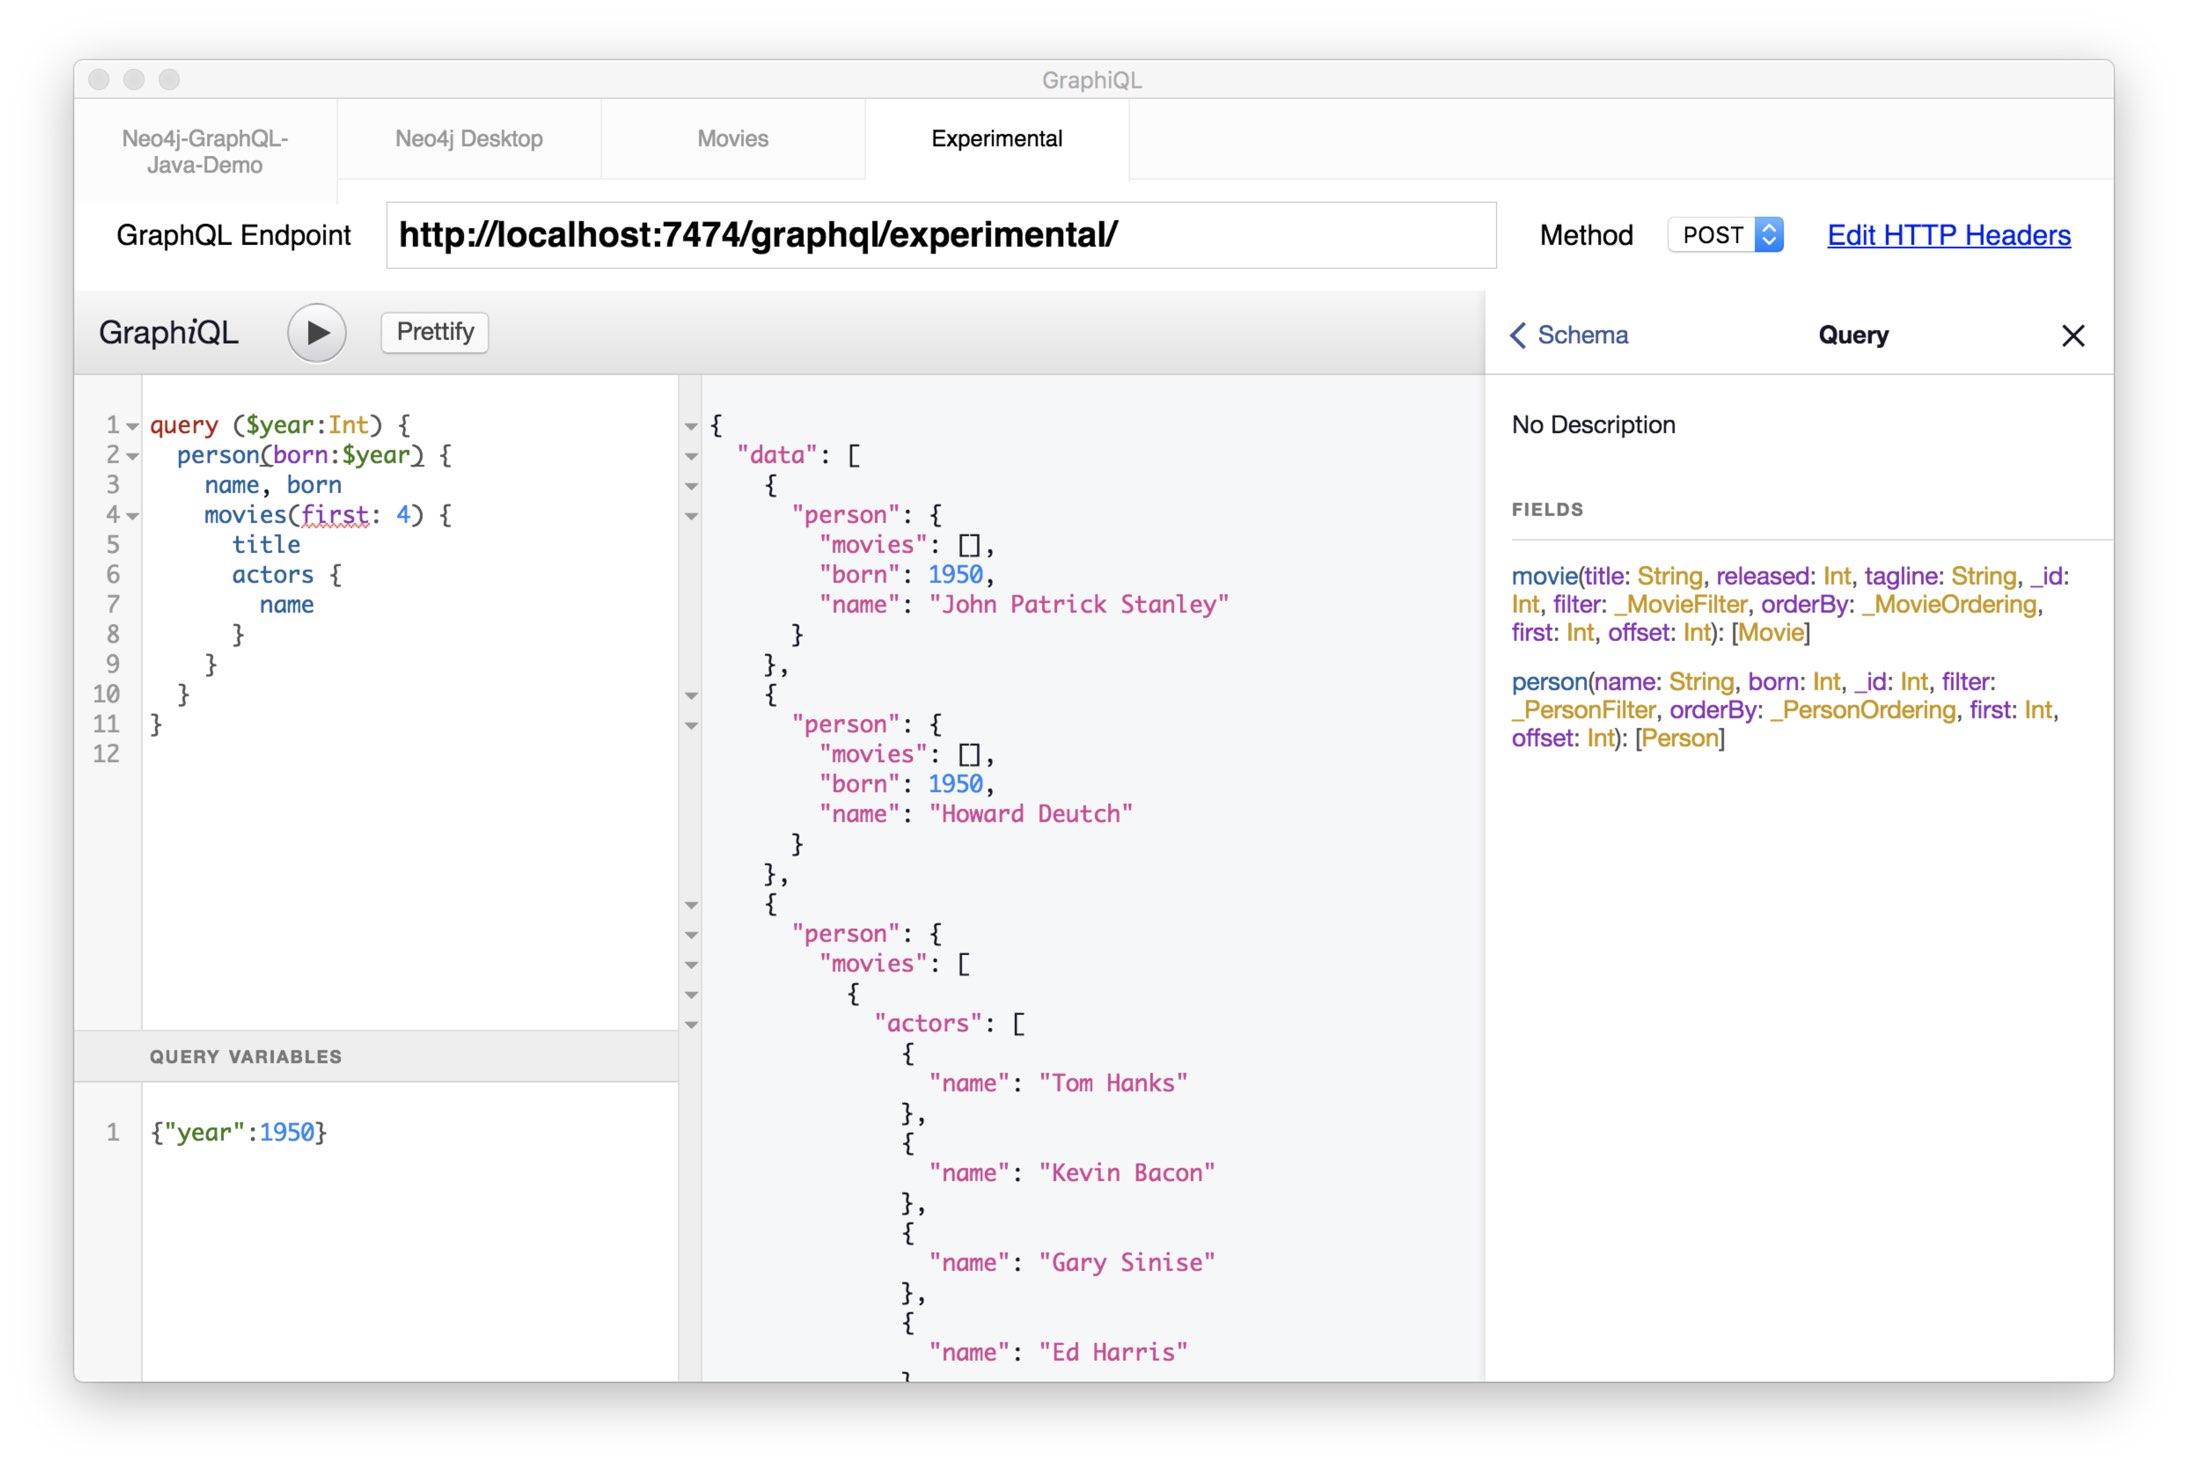 GraphiQL
Neo4j-GraphQL-
Java-Demo
Neo4j Desktop
Movies
Experimental
GraphQL Endpoint
http://localhost:7474/graphql/experimental/
Method
POST
Edit HTTP Headers
GraphiQL
Prettify
1 query ($year:Int) {
2   person(born:$year) {
3     name, born
4     movies(first: 4) {
5       title
6       actors {
7         name
8       }
9     }
10   }
11 }
12
QUERY VARIABLES
1 {"year":1950}
{
  "data": [
    {
      "person": {
        "movies": [],
        "born": 1950,
        "name": "John Patrick Stanley"
      }
    },
    {
      "person": {
        "movies": [],
        "born": 1950,
        "name": "Howard Deutch"
      }
    },
    {
      "person": {
        "movies": [
          {
            "actors": [
              {
                "name": "Tom Hanks"
              },
              {
                "name": "Kevin Bacon"
              },
              {
                "name": "Gary Sinise"
              },
              {
                "name": "Ed Harris"
              }
Schema
Query
No Description
FIELDS
movie(title: String, released: Int, tagline: String, _id:
Int, filter: _MovieFilter, orderBy: _MovieOrdering,
first: Int, offset: Int): [Movie]
person(name: String, born: Int, _id: Int, filter:
_PersonFilter, orderBy: _PersonOrdering, first: Int,
offset: Int): [Person]